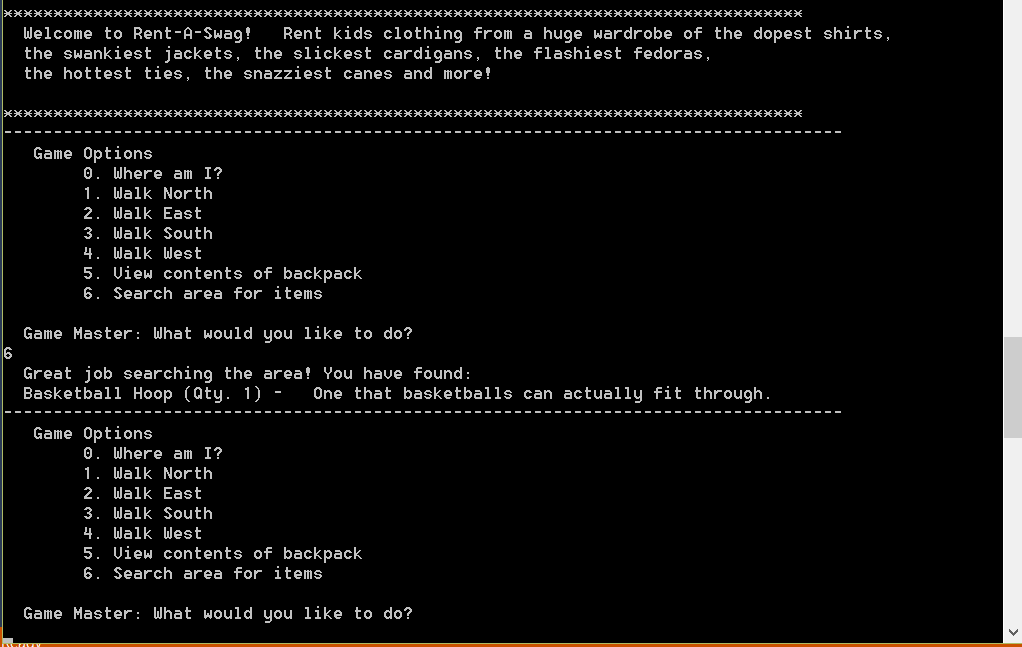 ********************************************************************************
Welcome to Rent-A-Swag!   Rent kids clothing from a huge wardrobe of the dopest shirts,
the swankiest jackets, the slickest cardigans, the flashiest fedoras,
the hottest ties, the snazziest canes and more!
********************************************************************************
------------------------------------------------------------------------------------
Game Options
0. Where am I?
1. Walk North
2. Walk East
3. Walk South
4. Walk West
5. View contents of backpack
6. Search area for items
Game Master: What would you like to do?
6
Great job searching the area! You have found:
Basketball Hoop (Qty. 1) -   One that basketballs can actually fit through.
------------------------------------------------------------------------------------
Game Options
0. Where am I?
1. Walk North
2. Walk East
3. Walk South
4. Walk West
5. View contents of backpack
6. Search area for items
Game Master: What would you like to do?